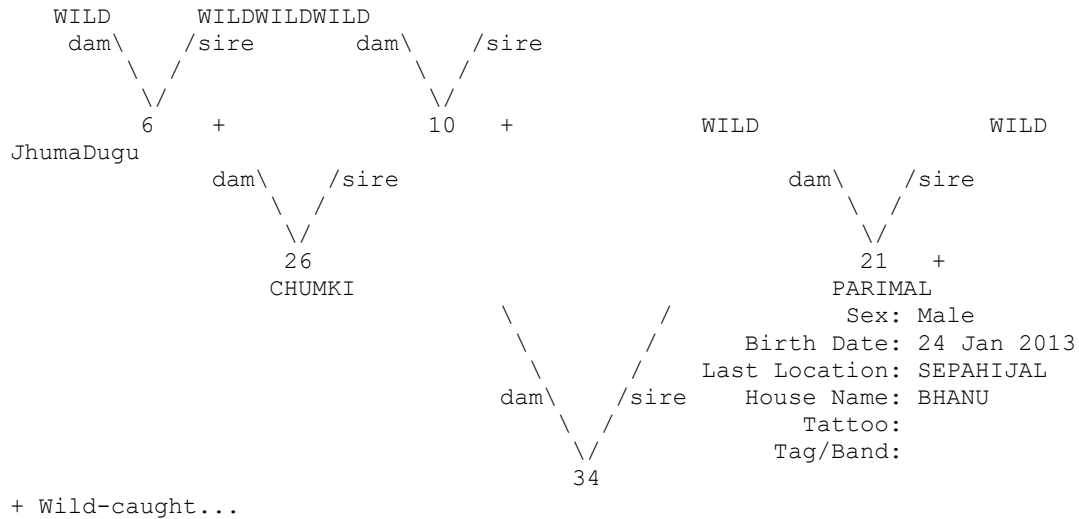 WILD WILDWILDWILD
dam\ /sire dam\ /sire
\ / \ /
\/ \/
6 + 10 + WILD WILD
JhumaDugu
dam\ /sire dam\ /sire
\ / \ /
\/ \/
26 21 +
CHUMKI PARIMAL
\ / Sex: Male
\ / Birth Date: 24 Jan 2013
\ / Last Location: SEPAHIJAL
dam\ /sire House Name: BHANU
\ / Tattoo:
\/ Tag/Band:
34
+ Wild-caught...